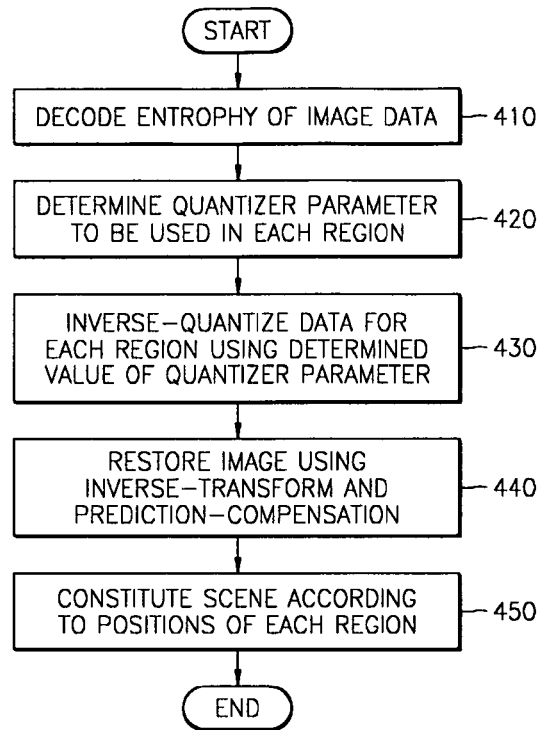 START
DECODE ENTROPHY OF IMAGE DATA
410
DETERMINE QUANTIZER PARAMETER
TO BE USED IN EACH REGION
420
INVERSE-QUANTIZE DATA FOR
EACH REGION USING DETERMINED
VALUE OF QUANTIZER PARAMETER
430
RESTORE IMAGE USING
INVERSE-TRANSFORM AND
PREDICTION-COMPENSATION
440
CONSTITUTE SCENE ACCORDING
TO POSITIONS OF EACH REGION
450
END